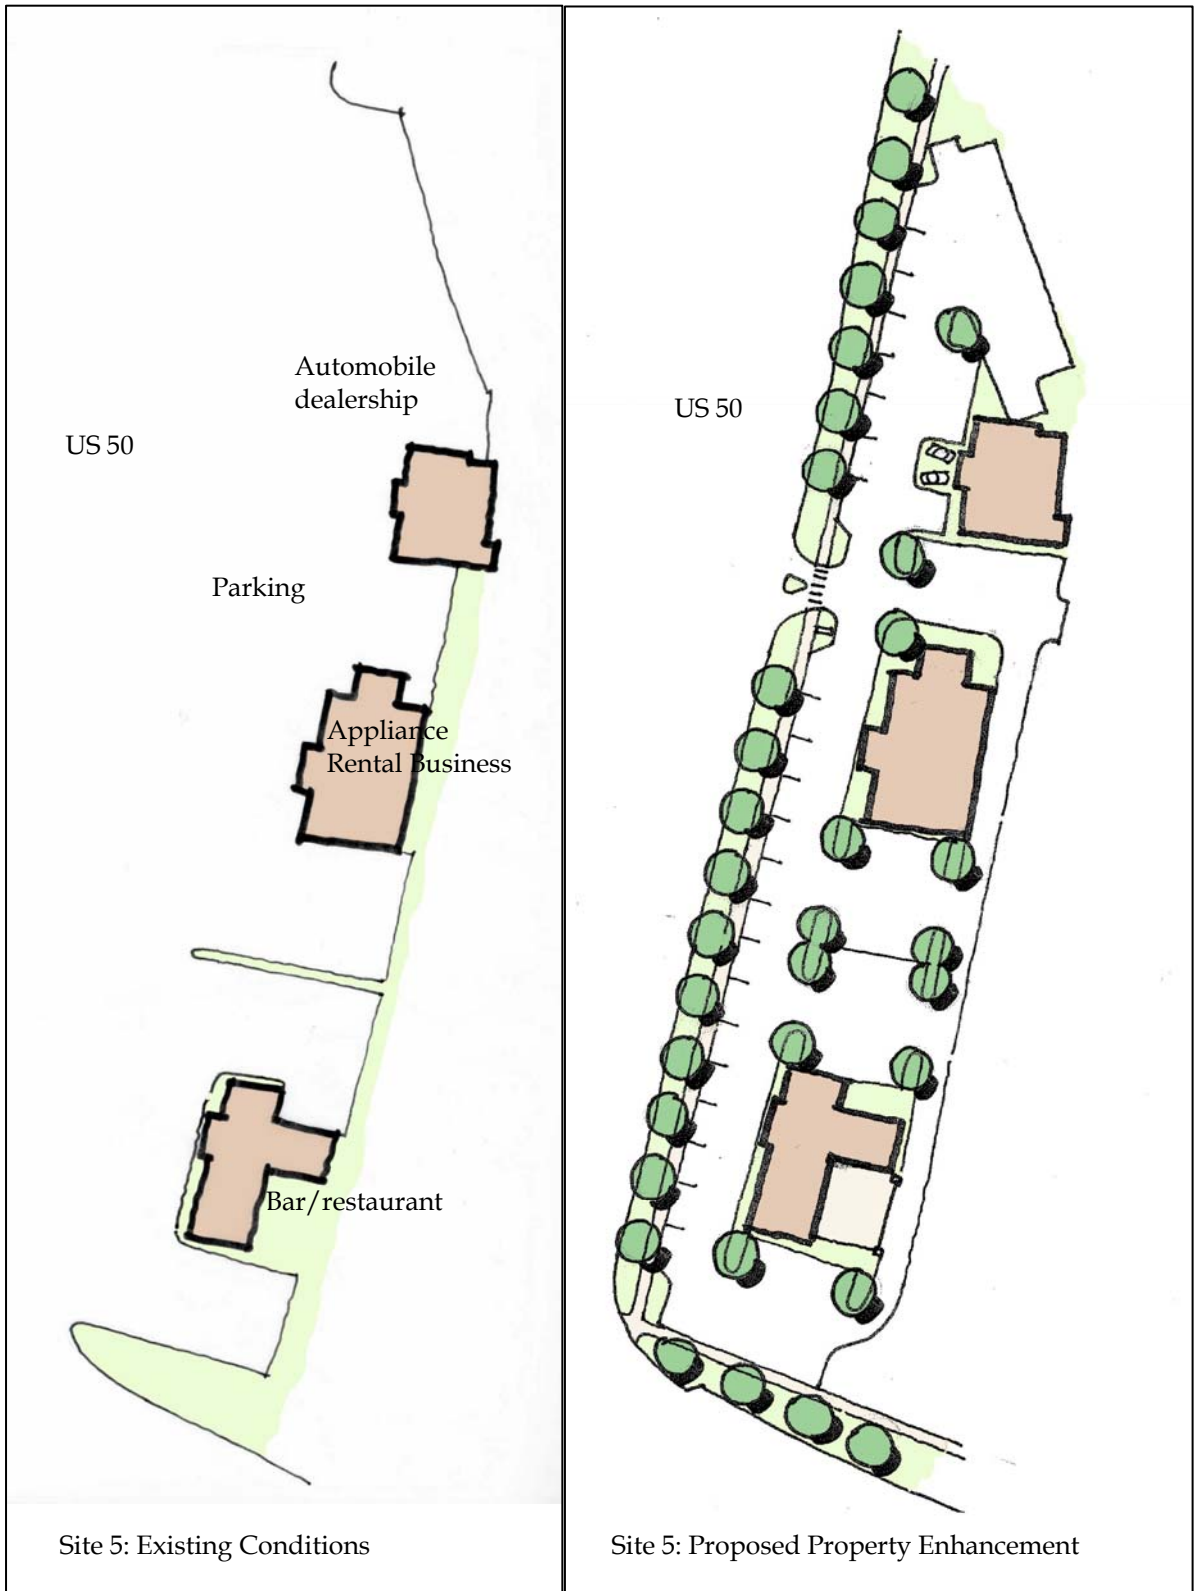 Automobile
dealership
US 50
Parking
Appliance
Rental Business
Bar/restaurant
Site 5: Existing Conditions
US 50
Site 5: Proposed Property Enhancement